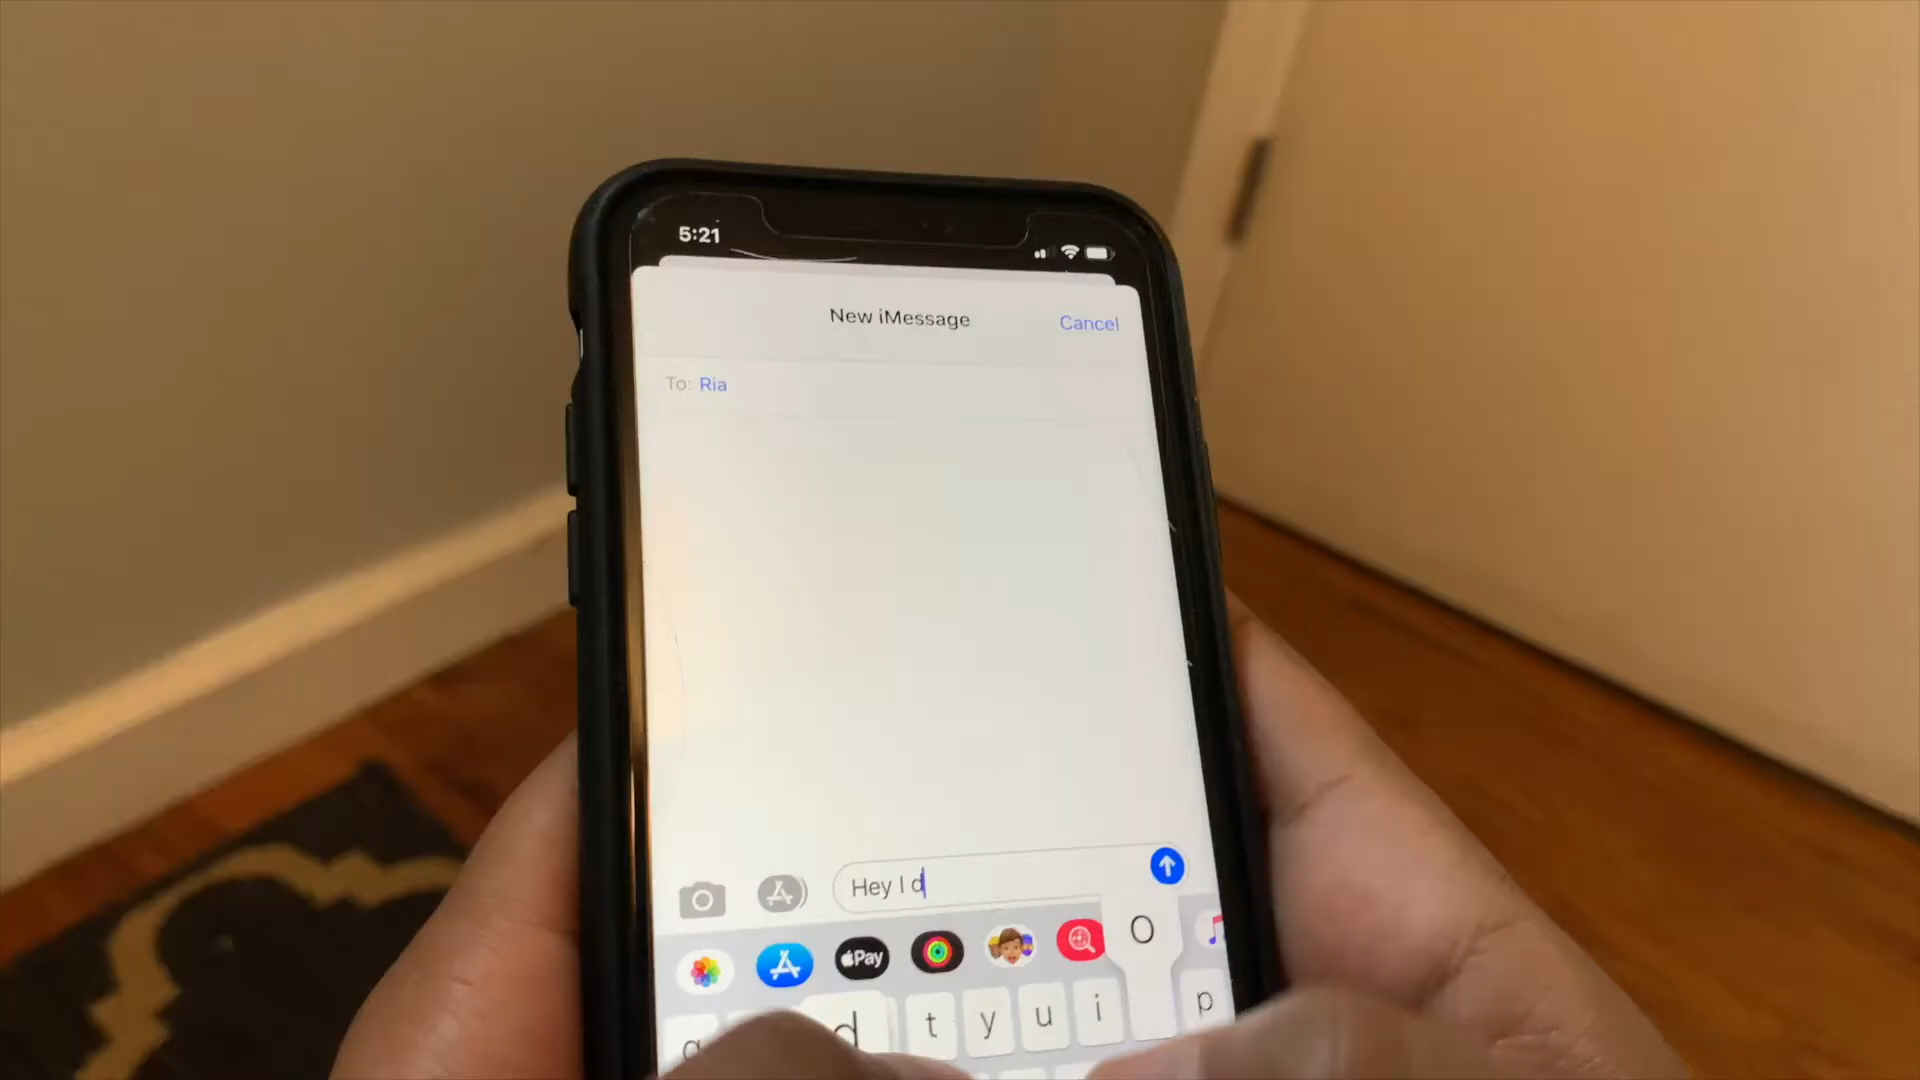 5:21
New iMessage
Cancel
To: Ria
Hey I d
Pay
O
d t y u i p